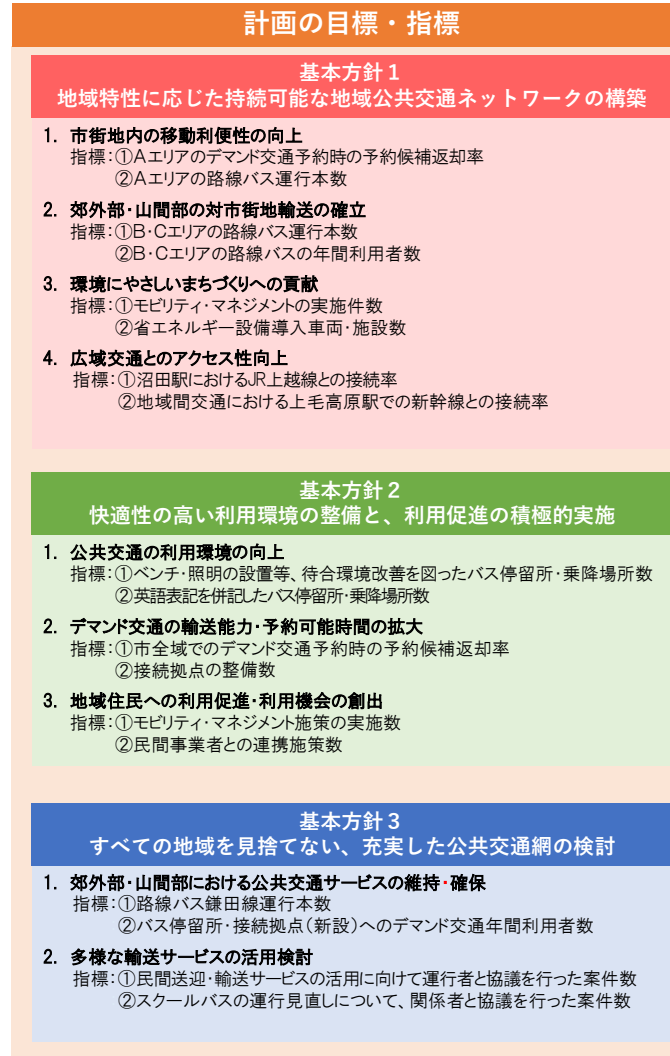 計画の目標・指標
基本方針1
地域特性に応じた持続可能な地域公共交通ネットワークの構築
1. 市街地内の移動利便性の向上
指標:①Aエリアのデマンド交通予約時の予約候補返却率
②Aエリアの路線バス運行本数
2. 郊外部・山間部の対市街地輸送の確立
指標:①B・Cエリアの路線バス運行本数
②B・Cエリアの路線バスの年間利用者数
3. 環境にやさしいまちづくりへの貢献
指標:①モビリティ・マネジメントの実施件数
②省エネルギー設備導入車両・施設数
4. 広域交通とのアクセス性向上
指標:①沼田駅におけるJR上越線との接続率
②地域間交通における上毛高原駅での新幹線との接続率
基本方針2
快適性の高い利用環境の整備と、利用促進の積極的実施
1. 公共交通の利用環境の向上
指標:①ベンチ・照明の設置等、待合環境改善を図ったバス停留所・乗降場所数
②英語表記を併記したバス停留所・乗降場所数
2. デマンド交通の輸送能力・予約可能時間の拡大
指標:①市全域でのデマンド交通予約時の予約候補返却率
②接続拠点の整備数
3. 地域住民への利用促進・利用機会の創出
指標:①モビリティ・マネジメント施策の実施数
②民間事業者との連携施策数
基本方針3
すべての地域を見捨てない、充実した公共交通網の検討
1. 郊外部・山間部における公共交通サービスの維持・確保
指標:①路線バス鎌田線運行本数
②バス停留所・接続拠点(新設)へのデマンド交通年間利用者数
2. 多様な輸送サービスの活用検討
指標:①民間送迎・輸送サービスの活用に向けて運行者と協議を行った案件数
②スクールバスの運行見直しについて、関係者と協議を行った案件数